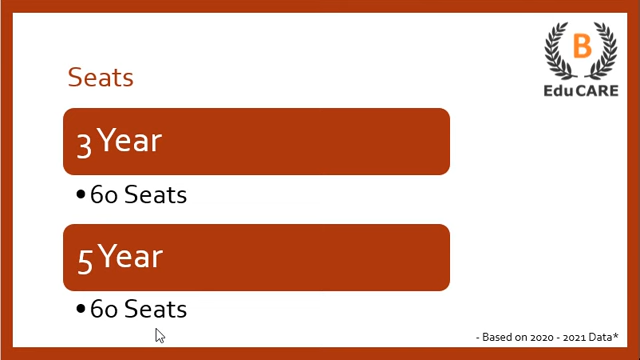 B
EduCARE
Seats
3 Year
•60 Seats
5 Year
•60 Seats
- Based on 2020 - 2021 Data*